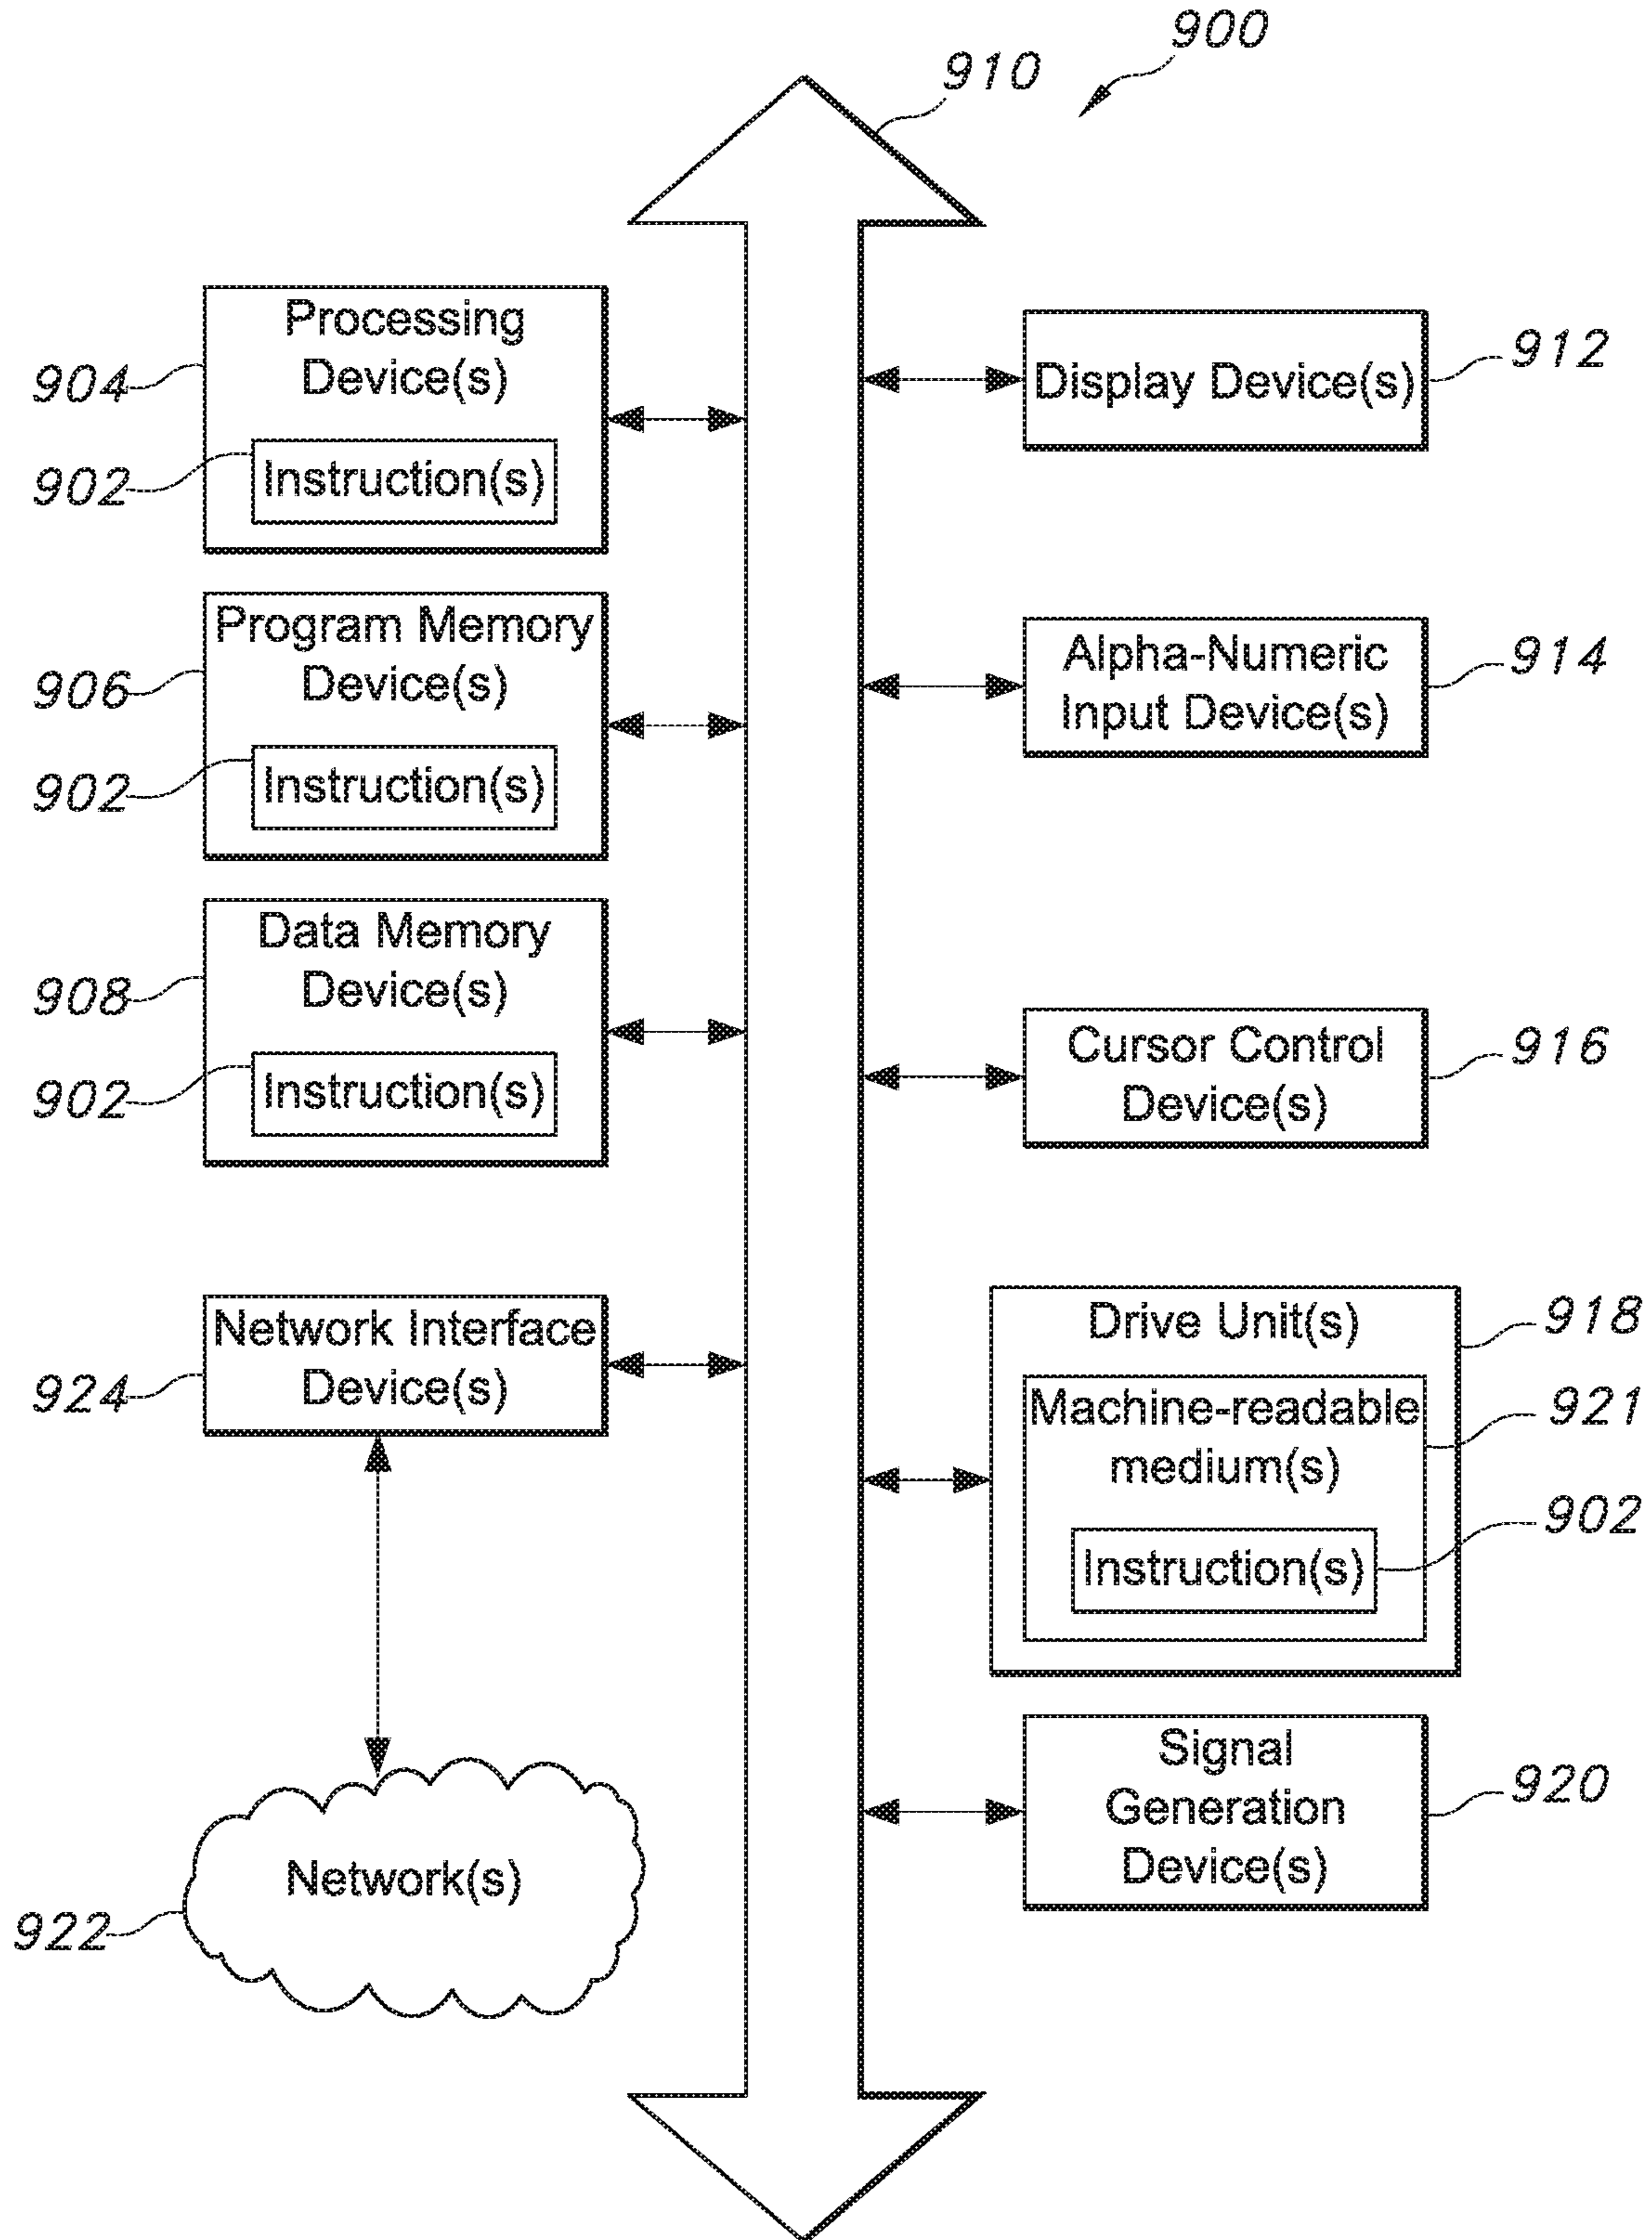 900
910
Processing
Device(s)
904
Instruction(s)
902
Program Memory
Device(s)
906
Instruction(s)
902
Data Memory
Device(s)
908
Instruction(s)
902
Network Interface
Device(s)
924
Network(s)
922
Display Device(s)
912
Alpha-Numeric
Input Device(s)
914
Cursor Control
Device(s)
916
Drive Unit(s)
918
Machine-readable
medium(s)
921
Instruction(s)
902
Signal
Generation
Device(s)
920